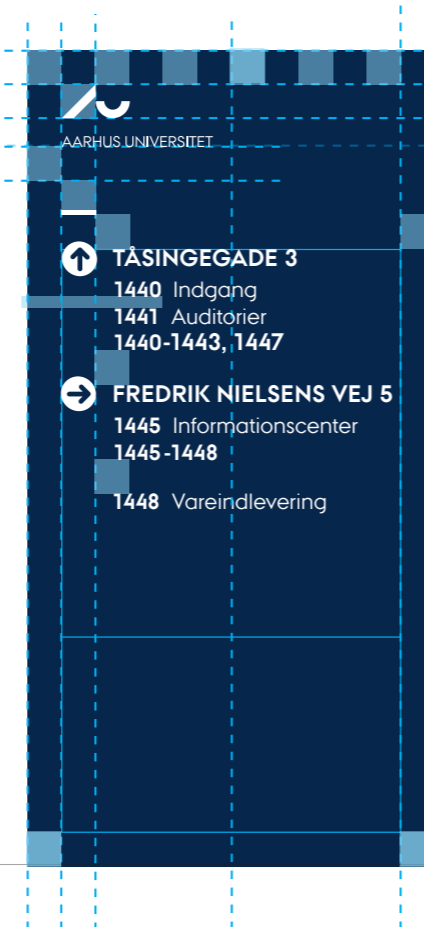 AARHUS UNIVERSITET
TÅSINGEGADE 3
1440 Indgang
1441 Auditorier
1440-1443, 1447
FREDRIK NIELSENS VEJ 5
1445 Informationscenter
1445-1448
1448 Vareindlevering